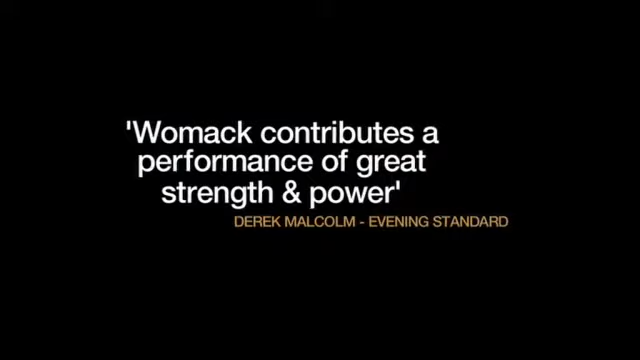 'Womack contributes a
performance of great
strength & power'
DEREK MALCOLM - EVENING STANDARD